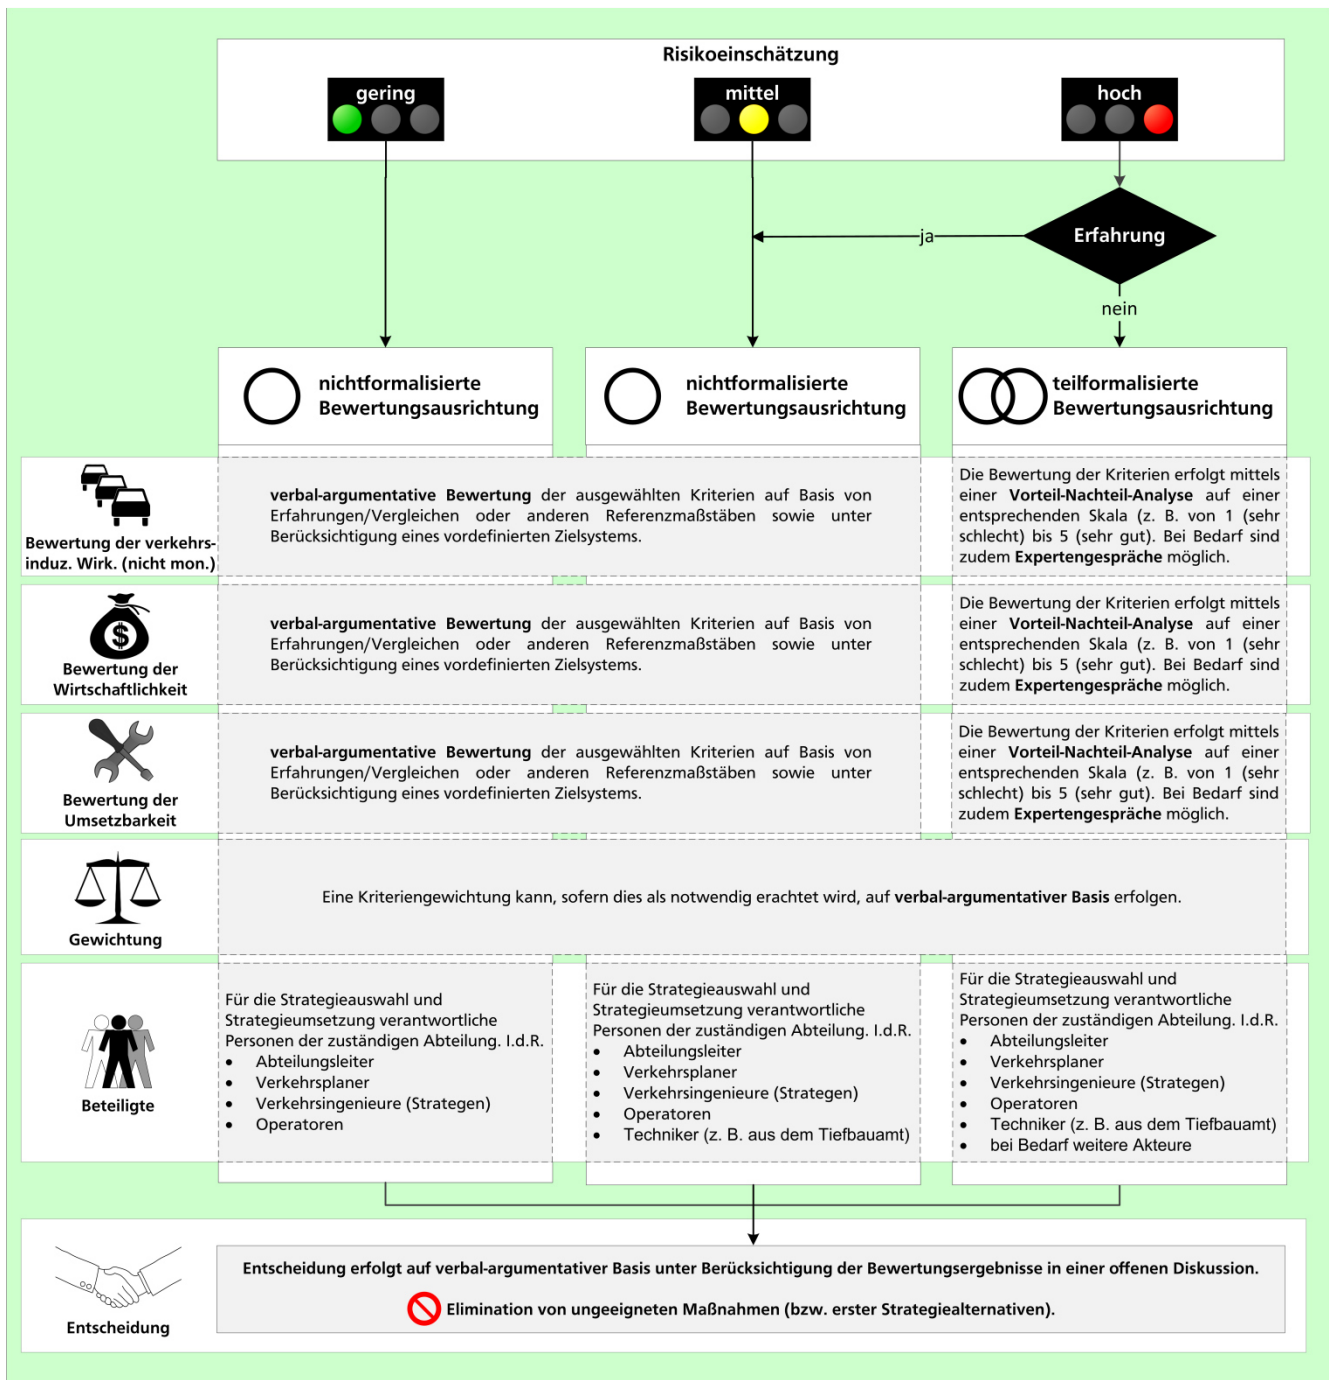 Risikoeinschätzung
gering
mittel
hoch
Erfahrung
ja
nein
nichtformalisierte
Bewertungsausrichtung
nichtformalisierte
Bewertungsausrichtung
teilformalisierte
Bewertungsausrichtung
Bewertung der verkehrs-
induz. Wirk. (nicht mon.)
verbal-argumentative Bewertung der ausgewählten Kriterien auf Basis von
Erfahrungen/Vergleichen oder anderen Referenzmaßstäben sowie unter
Berücksichtigung eines vordefinierten Zielsystems.
Die Bewertung der Kriterien erfolgt mittels
einer Vorteil-Nachteil-Analyse auf einer
entsprechenden Skala (z. B. von 1 (sehr
schlecht) bis 5 (sehr gut). Bei Bedarf sind
zudem Expertengespräche möglich.
$
Bewertung der
Wirtschaftlichkeit
verbal-argumentative Bewertung der ausgewählten Kriterien auf Basis von
Erfahrungen/Vergleichen oder anderen Referenzmaßstäben sowie unter
Berücksichtigung eines vordefinierten Zielsystems.
Die Bewertung der Kriterien erfolgt mittels
einer Vorteil-Nachteil-Analyse auf einer
entsprechenden Skala (z. B. von 1 (sehr
schlecht) bis 5 (sehr gut). Bei Bedarf sind
zudem Expertengespräche möglich.
Bewertung der
Umsetzbarkeit
verbal-argumentative Bewertung der ausgewählten Kriterien auf Basis von
Erfahrungen/Vergleichen oder anderen Referenzmaßstäben sowie unter
Berücksichtigung eines vordefinierten Zielsystems.
Die Bewertung der Kriterien erfolgt mittels
einer Vorteil-Nachteil-Analyse auf einer
entsprechenden Skala (z. B. von 1 (sehr
schlecht) bis 5 (sehr gut). Bei Bedarf sind
zudem Expertengespräche möglich.
Gewichtung
Eine Kriteriengewichtung kann, sofern dies als notwendig erachtet wird, auf verbal-argumentativer Basis erfolgen.
Beteiligte
Für die Strategieauswahl und
Strategieumsetzung verantwortliche
Personen der zuständigen Abteilung. I.d.R.
• Abteilungsleiter
• Verkehrsplaner
• Verkehrsingenieure (Strategen)
• Operatoren
Für die Strategieauswahl und
Strategieumsetzung verantwortliche
Personen der zuständigen Abteilung. I.d.R.
• Abteilungsleiter
• Verkehrsplaner
• Verkehrsingenieure (Strategen)
• Operatoren
• Techniker (z. B. aus dem Tiefbauamt)
Für die Strategieauswahl und
Strategieumsetzung verantwortliche
Personen der zuständigen Abteilung. I.d.R.
• Abteilungsleiter
• Verkehrsplaner
• Verkehrsingenieure (Strategen)
• Operatoren
• Techniker (z. B. aus dem Tiefbauamt)
• bei Bedarf weitere Akteure
Entscheidung
Entscheidung erfolgt auf verbal-argumentativer Basis unter Berücksichtigung der Bewertungsergebnisse in einer offenen Diskussion.
Elimination von ungeeigneten Maßnahmen (bzw. erster Strategiealternativen).